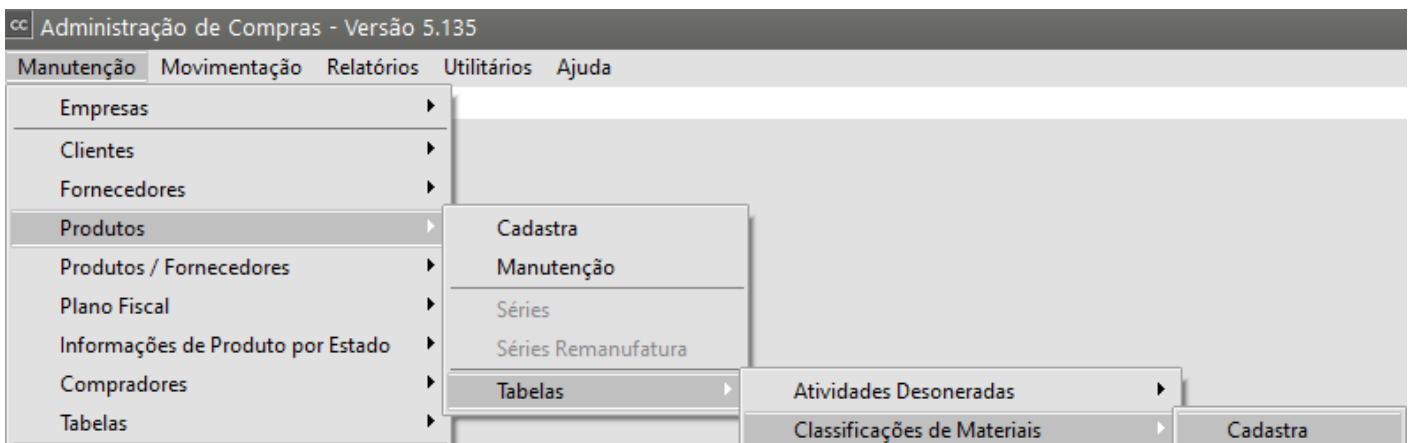 cc Administração de Compras - Versão 5.135
Manutenção Movimentação Relatórios Utilitários Ajuda
Empresas
Clientes
Fornecedores
Produtos
Produtos / Fornecedores
Plano Fiscal
Informações de Produto por Estado
Compradores
Tabelas
Cadastra
Manutenção
Séries
Séries Remanufatura
Tabelas
Atividades Desoneradas
Classificações de Materiais
Cadastra